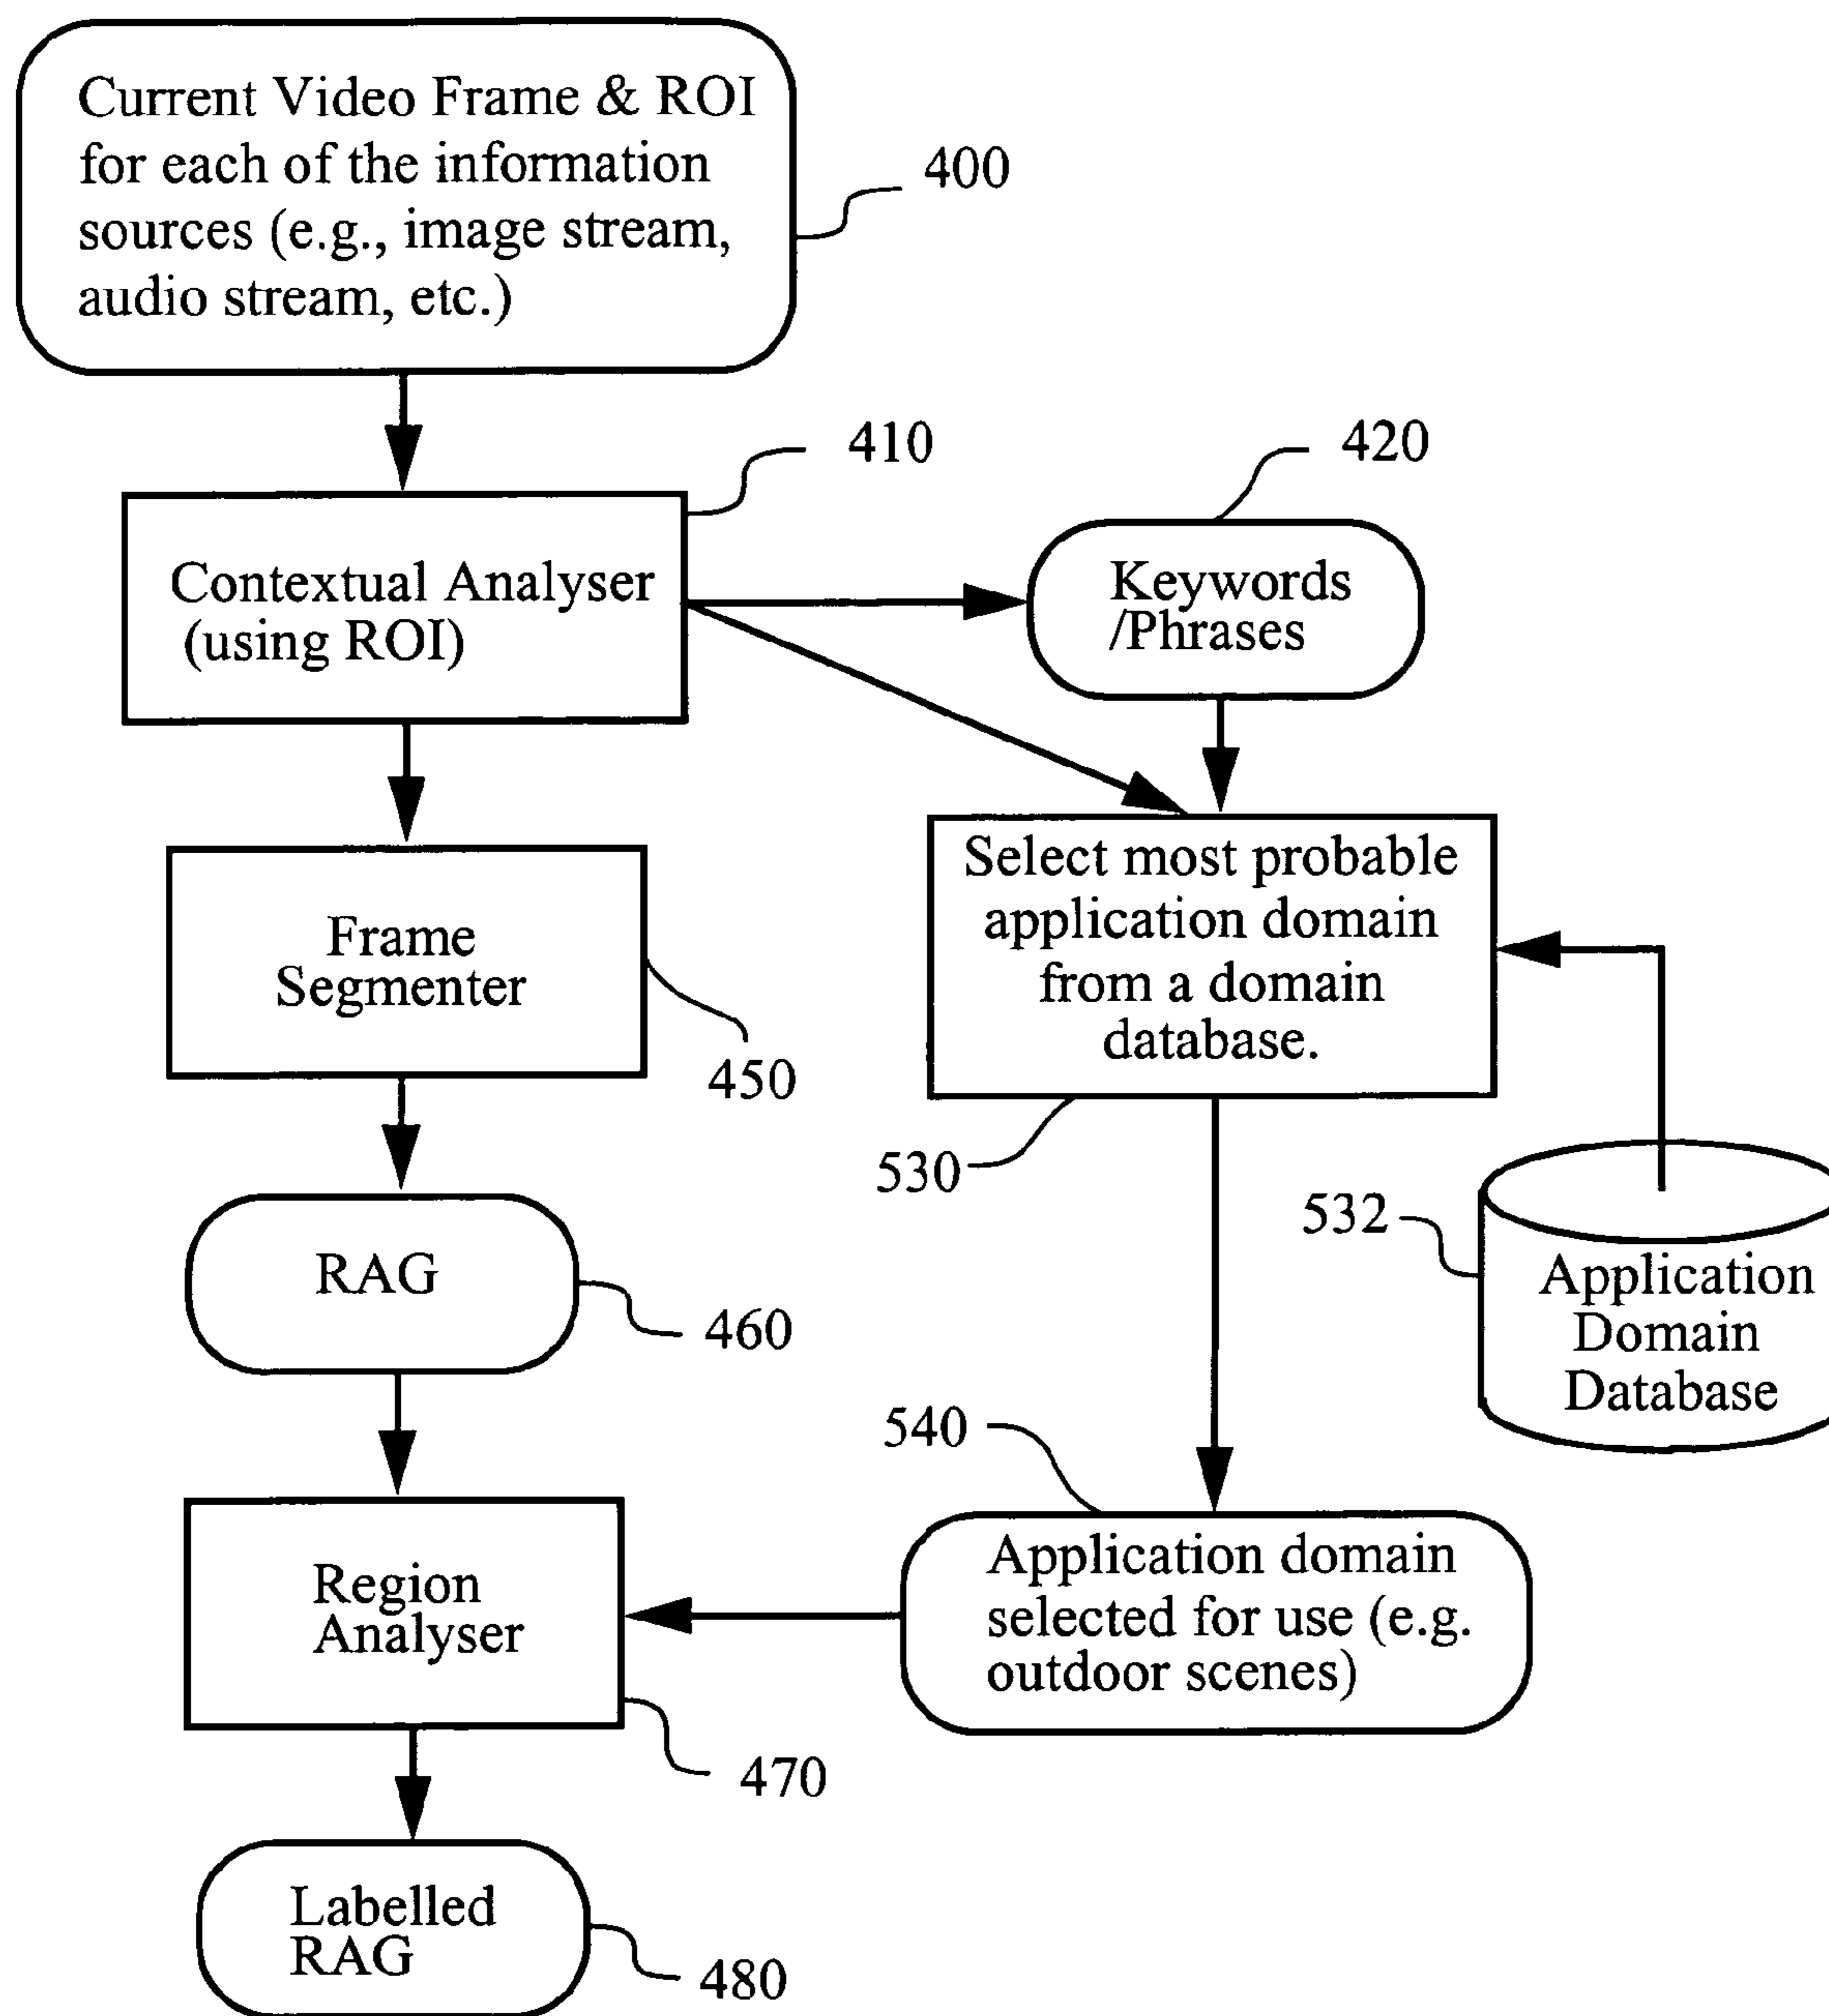 Current Video Frame & ROI
for each of the information
sources (e.g., image stream,
audio stream, etc.)
400
410
420
Contextual Analyser
(using ROI)
Keywords
/Phrases
Frame
Segmenter
450
Select most probable
application domain
from a domain
database.
530
532
Application
Domain
Database
RAG
460
540
Application domain
selected for use (e.g.
outdoor scenes)
Region
Analyser
470
Labelled
RAG
480